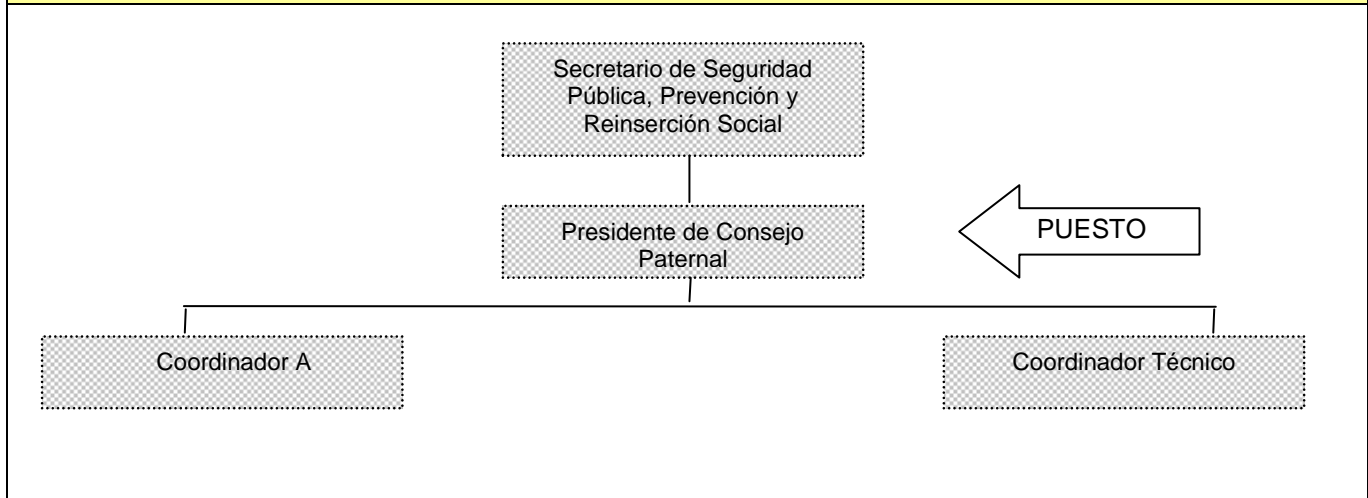 Secretario de Seguridad
Pública, Prevención y
Reinserción Social
Presidente de Consejo
Paternal
PUESTO
Coordinador A
Coordinador Técnico